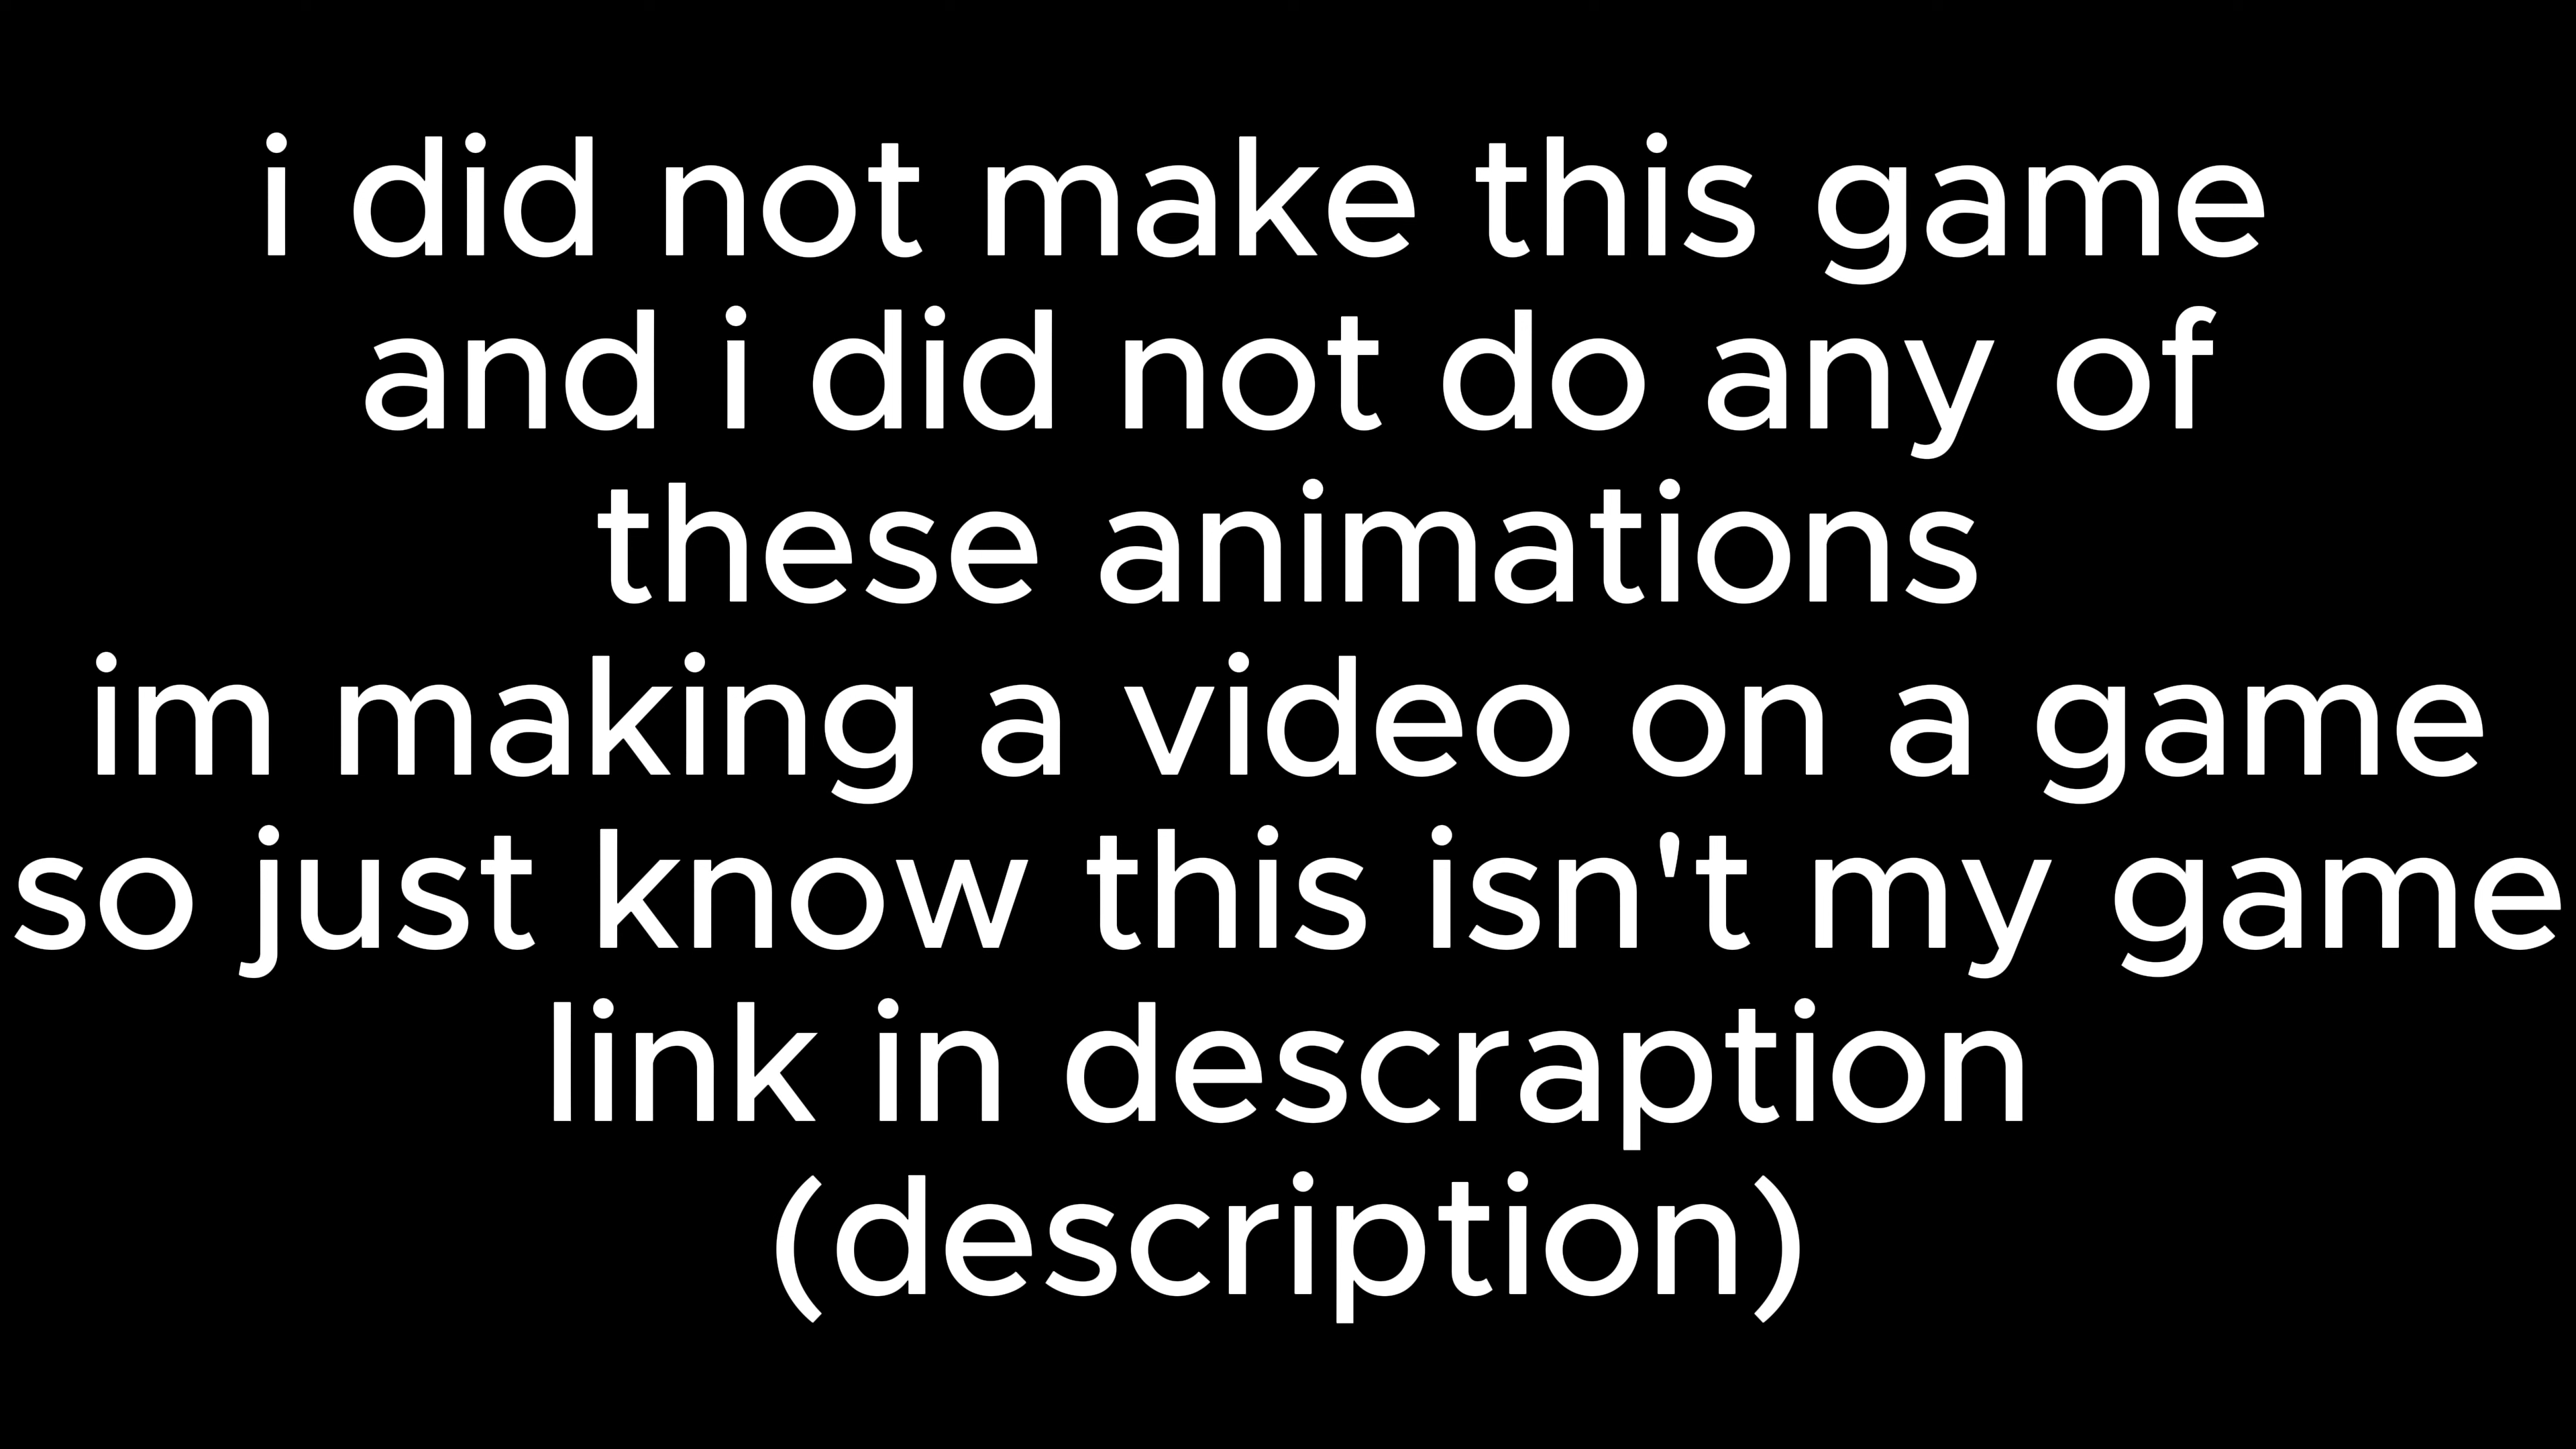 i did not make this game
and i did not do any of
these animations
im making a video on a game
so just know this isn't my game
link in descraption
(description)